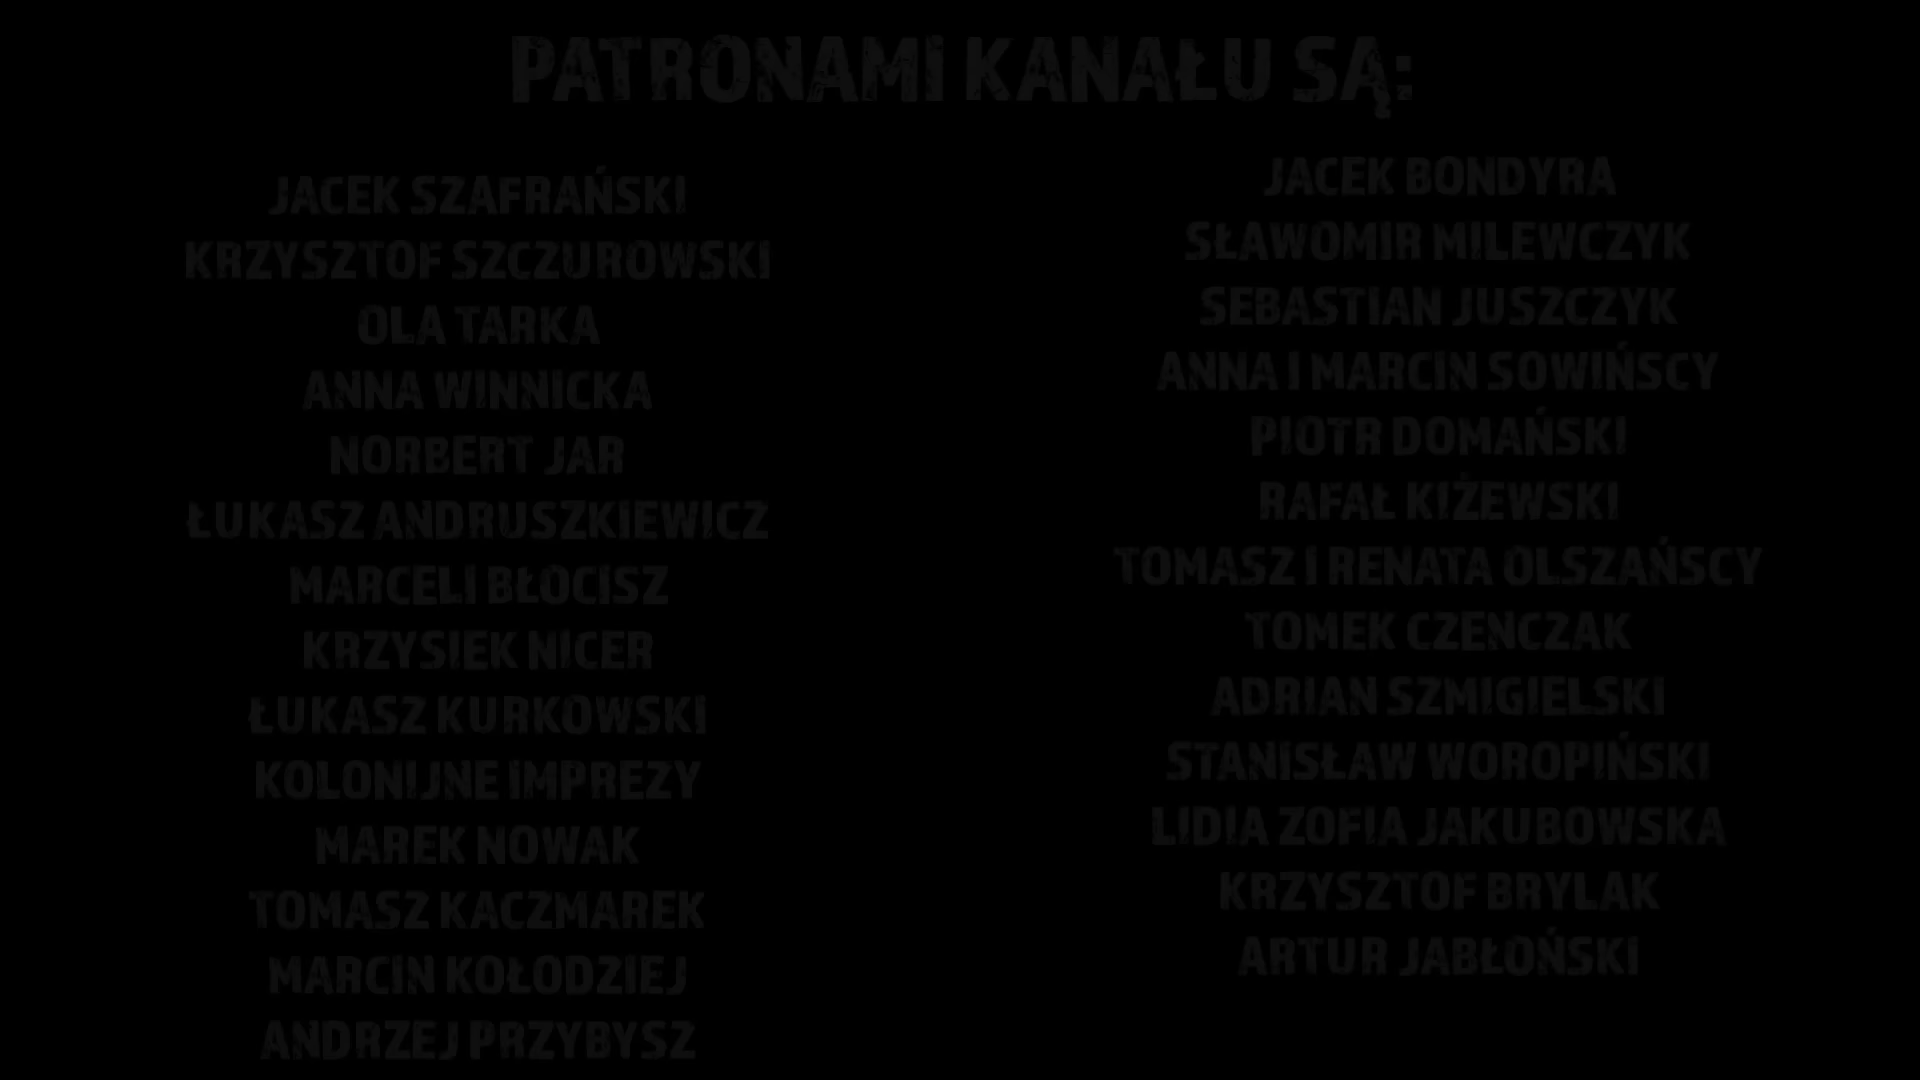 PATRONAMI KANAŁU SĄ:
JACEK SZAFRAŃSKI
KRZYSZTOF SZCZUROWSKI
OLA TARKA
ANNA WINNICKA
NORBERT JAR
ŁUKASZ ANDRUSZKIEWICZ
MARCELI BŁOCISZ
KRZYSIEK NICER
ŁUKASZ KURKOWSKI
KOLONIJNE IMPREZY
MAREK NOWAK
TOMASZ KACZMAREK
MARCIN KOŁODZIEJ
ANDRZEJ PRZYBYSZ
JACEK BONDYRA
SŁAWOMIR MILEWCZYK
SEBASTIAN JUSZCZYK
ANNA I MARCIN SOWIŃSCY
PIOTR DOMAŃSKI
RAFAŁ KIŻEWSKI
TOMASZ I RENATA OLSZAŃSCY
TOMEK CZENCZAK
ADRIAN SZMIGIELSKI
STANISŁAW WOROPIŃSKI
LIDIA ZOFIA JAKUBOWSKA
KRZYSZTOF BRYLAK
ARTUR JABŁOŃSKI